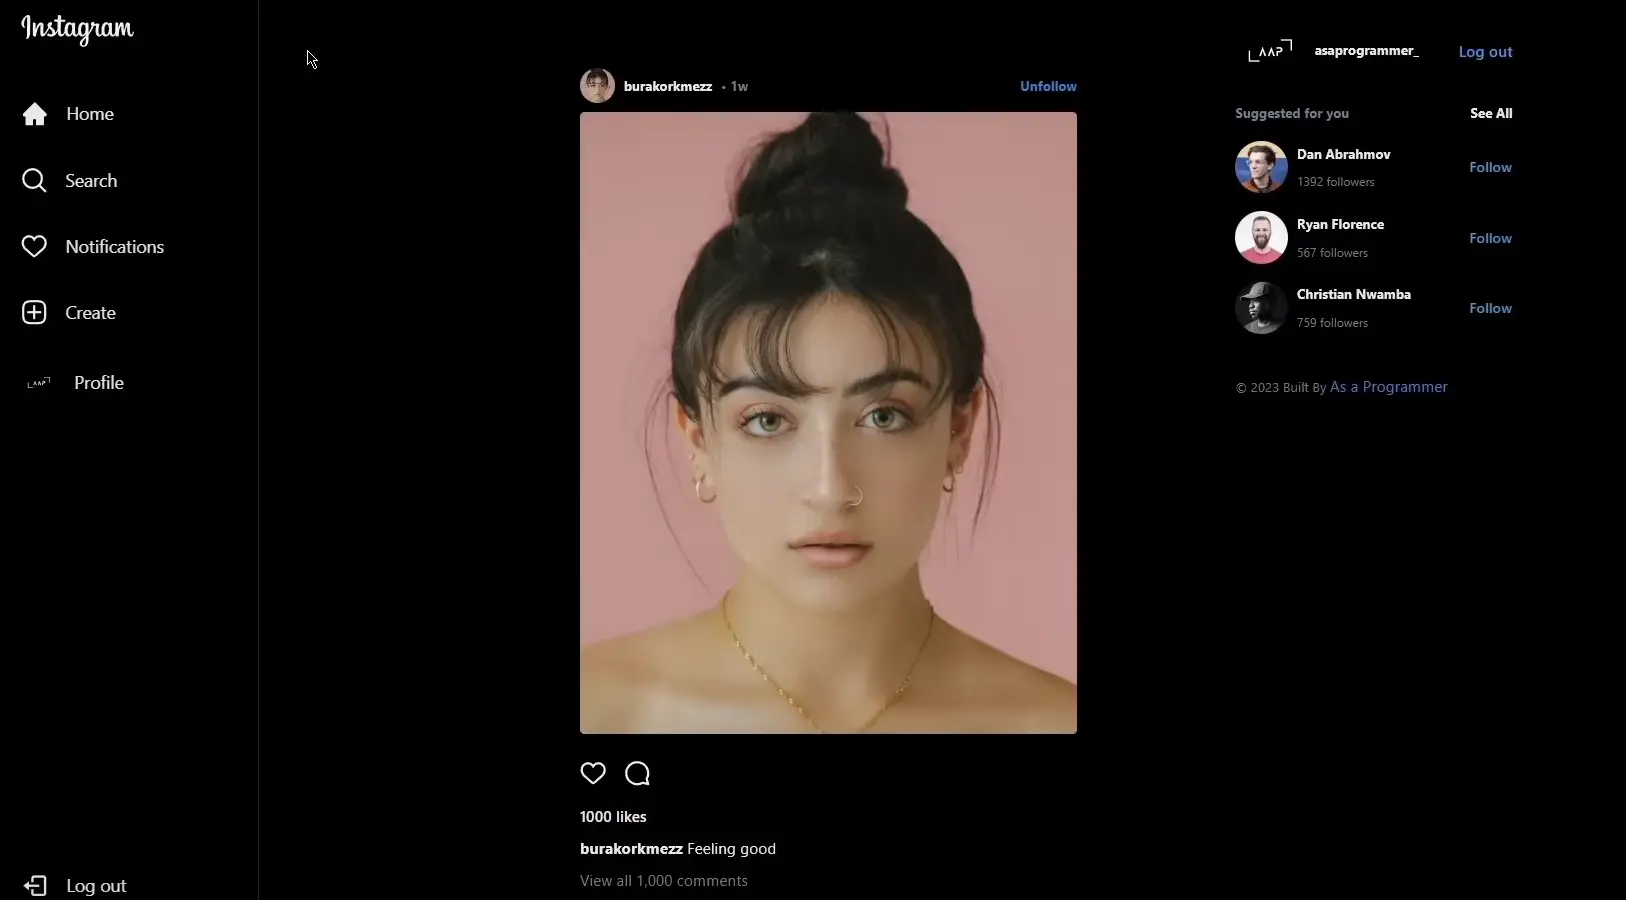 Instagram
Home
Search
Notifications
Create
Profile
Log out
burakorkmezz • 1w
Unfollow
1000 likes
burakorkmezz Feeling good
View all 1,000 comments
asaprogrammer_
Log out
Suggested for you
See All
Dan Abrahmov
1392 followers
Follow
Ryan Florence
567 followers
Follow
Christian Nwamba
759 followers
Follow
© 2023 Built By As a Programmer